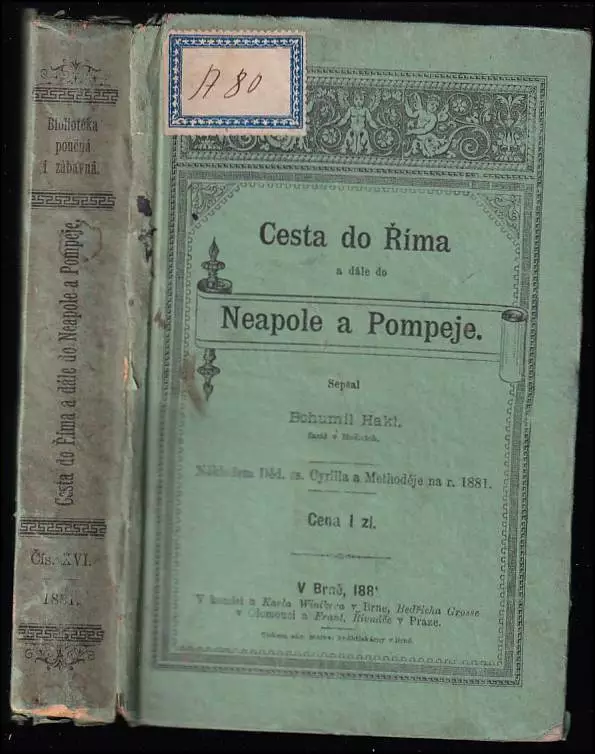 Bibliotéka
poučná
i zábavná.
Cesta do Říma a dále do Neapole a Pompeje.
Čís. XVI.
1881.
A 80
Cesta do Říma
a dále do
Neapole a Pompeje.
Sepsal
Bohumil Hakl.
Nákladem Děd. ss. Cyrilla a Methoděje na r. 1881.
Cena 1 zl.
V Brně, 188
V komisi u Karla Winikera v Brně, Bedřicha Grosse
v Olomouci a Frant. Řivnáče v Praze.